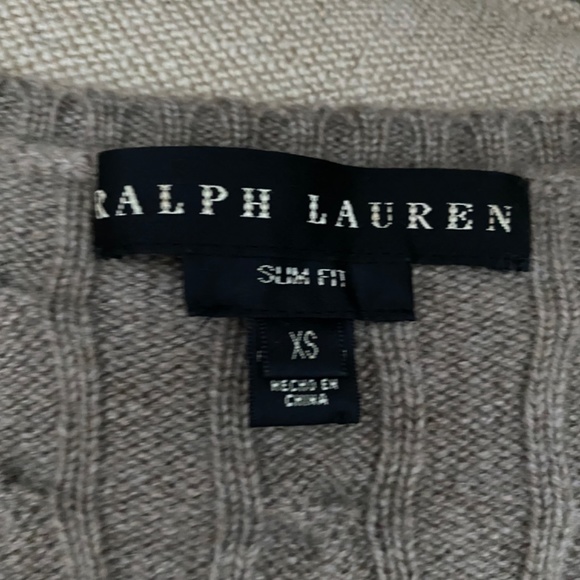 RALPH LAUREN
SLIM FIT
XS
HECHO EN
CHINA